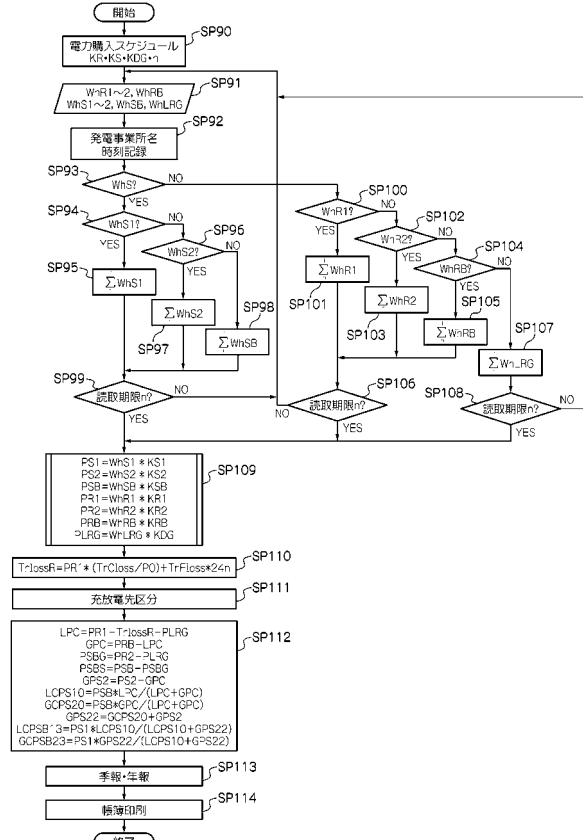 開始
SP90
電力購入スケジュール
KR・KS・KDG・n
SP91
WhR1～2, WhRB
WhS1～2, WhSB, WhLRG
SP92
発電事業所名
時刻記録
SP93
WhS?
NO
YES
SP94
WhS1?
NO
YES
SP95
ΣWhS1
SP96
WhS2?
NO
YES
ΣWhS2
SP97
SP98
ΣWhSB
SP99
読取期限n?
NO
YES
SP100
WhR1?
NO
YES
ΣWhR1
SP101
SP102
WhR2?
NO
YES
ΣWhR2
SP103
SP104
WhRB?
NO
YES
SP105
ΣWhRB
SP106
読取期限n?
NO
YES
SP107
ΣWhLRG
SP108
読取期限n?
NO
YES
SP109
PS1=WhS1*KS1
PS2=WhS2*KS2
PSB=WhSB*KSB
PR1=WhR1*KR1
PR2=WhR2*KR2
PRB=WhRB*KRB
PLRG=WhLRG*KDG
SP110
TrlossR=PR1*(TrCloss/PO)+TrFloss*24n
SP111
充放電先区分
SP112
LPC=PR1-TrlossR-PLRG
GPC=PRB-LPC
PSBG=PR2-PLRG
PSBS=PSB-PSBG
GPS2=PS2-GPC
LCPS10=PSB*LPC/(LPC+GPC)
GCPS20=PSB*GPC/(LPC+GPC)
GPS22=GCPS20+GPS2
LCPSB13=PS1*LCPS10/(LCPS10+GPS22)
GCPSB23=PS1*GPS22/(LCPS10+GPS22)
SP113
季報・年報
SP114
帳簿印刷
終了